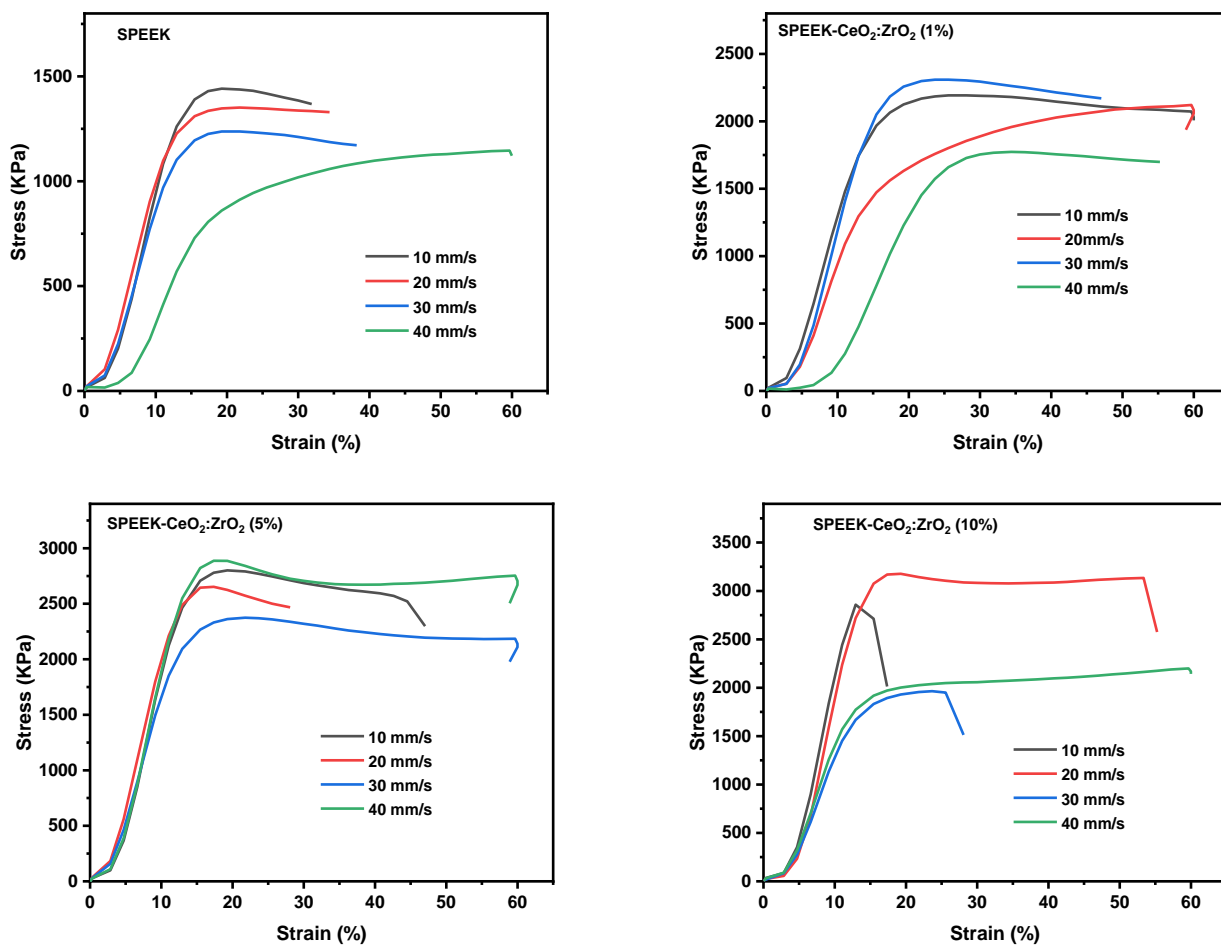 SPEEK
Stress (KPa)
1500
1000
500
0
10 mm/s
20 mm/s
30 mm/s
40 mm/s
0 10 20 30 40 50 60
Strain (%)
SPEEK-CeO₂:ZrO₂ (1%)
Stress (KPa)
2500
2000
1500
1000
500
0
10 mm/s
20mm/s
30 mm/s
40 mm/s
0 10 20 30 40 50 60
Strain (%)
SPEEK-CeO₂:ZrO₂ (5%)
Stress (KPa)
3000
2500
2000
1500
1000
500
0
10 mm/s
20 mm/s
30 mm/s
40 mm/s
0 10 20 30 40 50 60
Strain (%)
SPEEK-CeO₂:ZrO₂ (10%)
Stress (KPa)
3500
3000
2500
2000
1500
1000
500
0
10 mm/s
20 mm/s
30 mm/s
40 mm/s
0 10 20 30 40 50 60
Strain (%)